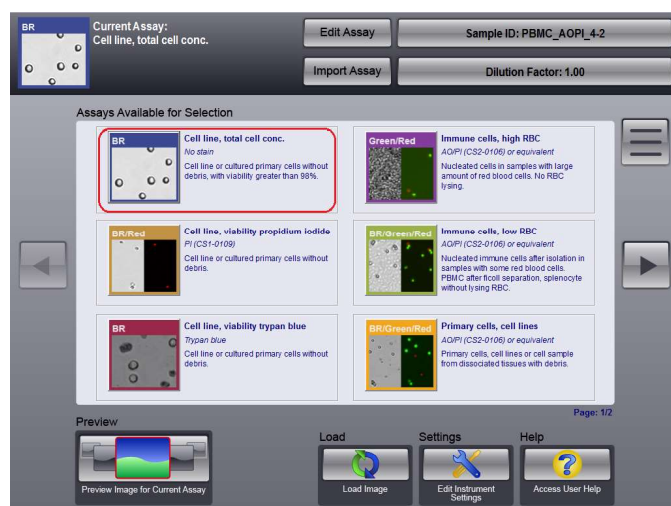 BR
Current Assay:
Cell line, total cell conc.
Edit Assay
Sample ID: PBMC_AOPI_4-2
Import Assay
Dilution Factor: 1.00
Assays Available for Selection
BR
Cell line, total cell conc.
No stain
Cell line or cultured primary cells without
debris, with viability greater than 98%.
Green/Red
Immune cells, high RBC
AO/PI (CS2-0106) or equivalent
Nucleated cells in samples with large
amount of red blood cells. No RBC
lysing.
BR/Red
Cell line, viability propidium iodide
PI (CS1-0109)
Cell line or cultured primary cells without
debris.
BR/Green/Red
Immune cells, low RBC
AO/PI (CS2-0106) or equivalent
Nucleated immune cells after isolation in
samples with some red blood cells.
PBMC after ficoll separation, splenocyte
without lysing RBC.
BR
Cell line, viability trypan blue
Trypan blue
Cell line or cultured primary cells without
debris.
BR/Green/Red
Primary cells, cell lines
AO/PI (CS2-0106) or equivalent
Primary cells, cell lines or cell sample
from dissociated tissues with debris.
Page: 1/2
Preview
Preview Image for Current Assay
Load
Load Image
Settings
Edit Instrument
Settings
Help
Access User Help